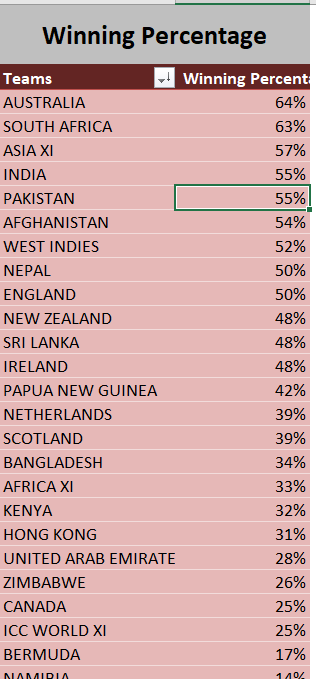 Winning Percentage
Teams Winning Percenta
AUSTRALIA 64%
SOUTH AFRICA 63%
ASIA XI 57%
INDIA 55%
PAKISTAN 55%
AFGHANISTAN 54%
WEST INDIES 52%
NEPAL 50%
ENGLAND 50%
NEW ZEALAND 48%
SRI LANKA 48%
IRELAND 48%
PAPUA NEW GUINEA 42%
NETHERLANDS 39%
SCOTLAND 39%
BANGLADESH 34%
AFRICA XI 33%
KENYA 32%
HONG KONG 31%
UNITED ARAB EMIRATE 28%
ZIMBABWE 26%
CANADA 25%
ICC WORLD XI 25%
BERMUDA 17%
NAMIBIA 14%